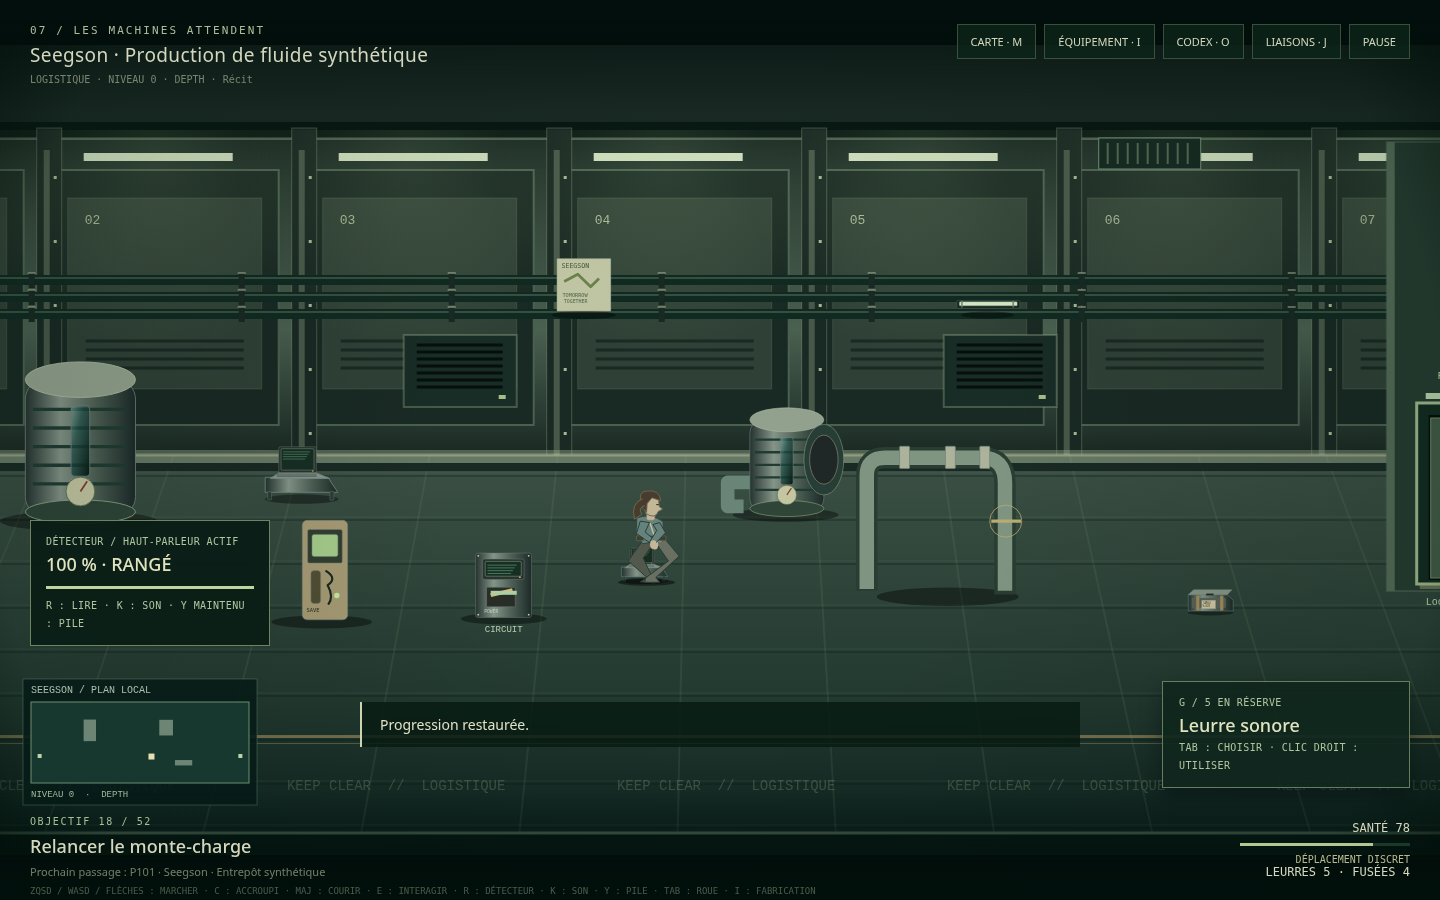 07 / LES MACHINES ATTENDENT
Seegson · Production de fluide synthétique
LOGISTIQUE · NIVEAU 0 · DEPTH · Récit
CARTE · M
ÉQUIPEMENT · I
CODEX · O
LIAISONS · J
PAUSE
02
03
04
05
06
07
SEEGSON
TOMORROW
TOGETHER
DÉTECTEUR / HAUT-PARLEUR ACTIF
100 % · RANGÉ
R : LIRE · K : SON · Y MAINTENU
: PILE
SAVE
POWER
CIRCUIT
SEEGSON / PLAN LOCAL
NIVEAU 0 · DEPTH
Progression restaurée.
G / 5 EN RÉSERVE
Leurre sonore
TAB : CHOISIR · CLIC DROIT :
UTILISER
KEEP CLEAR // LOGISTIQUE
KEEP CLEAR // LOGISTIQUE
KEEP CLEAR // LOGISTIQUE
OBJECTIF 18 / 52
Relancer le monte-charge
Prochain passage : P101 · Seegson · Entrepôt synthétique
ZQSD / WASD / FLÈCHES : MARCHER · C : ACCROUPI · MAJ : COURIR · E : INTERAGIR · R : DÉTECTEUR · K : SON · Y : PILE · TAB : ROUE · I : FABRICATION
SANTÉ 78
DÉPLACEMENT DISCRET
LEURRES 5 · FUSÉES 4